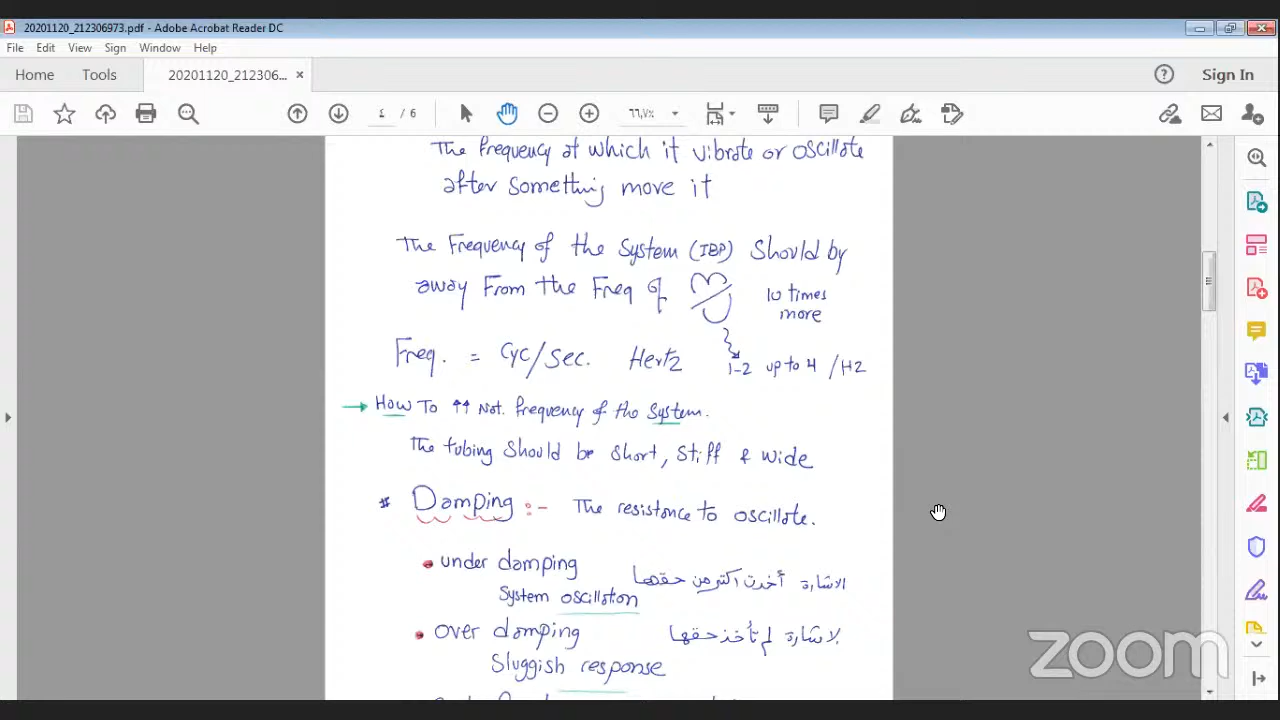 20201120_212306973.pdf - Adobe Acrobat Reader DC
File Edit View Sign Window Help
Home Tools 20201120_212306... × Sign In
٤ / 6 ٦٦٫٧%
The frequency at which it vibrate or oscillate
after something move it
The Frequency of the System (IBP) Should by
away From the Freq of
10 times
more
Freq. = Cyc/Sec. Hertz 1-2 up to 4 /HZ
→ How To ↑↑ Nat. frequency of the System.
The tubing Should be Short, Stiff & wide
* Damping :- The resistance to oscillate.
• under damping الاشارة أخدت اكتر من حقها
System oscillation
• over damping الاشارة لم تأخذ حقها
Sluggish response
zoom